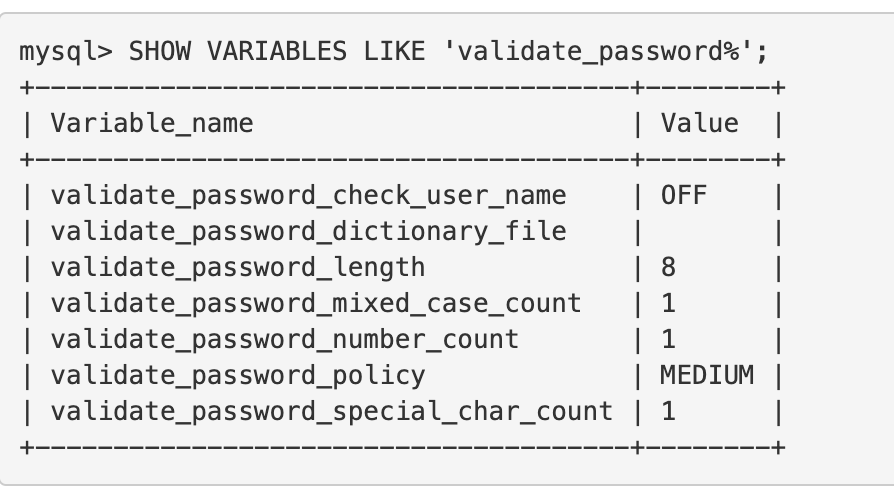 mysql> SHOW VARIABLES LIKE 'validate_password%';
+--------------------------------------+--------+
| Variable_name                        | Value  |
+--------------------------------------+--------+
| validate_password_check_user_name    | OFF    |
| validate_password_dictionary_file    |        |
| validate_password_length             | 8      |
| validate_password_mixed_case_count   | 1      |
| validate_password_number_count       | 1      |
| validate_password_policy             | MEDIUM |
| validate_password_special_char_count | 1      |
+--------------------------------------+--------+